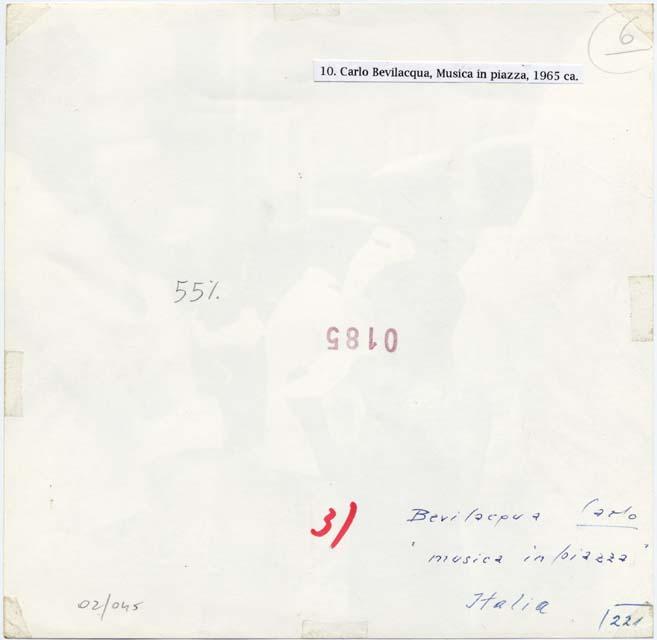 6
10. Carlo Bevilacqua, Musica in piazza, 1965 ca.
55%
0185
3)
Bevilacqua Carlo
"musica in piazza"
Italia
1221
02/045